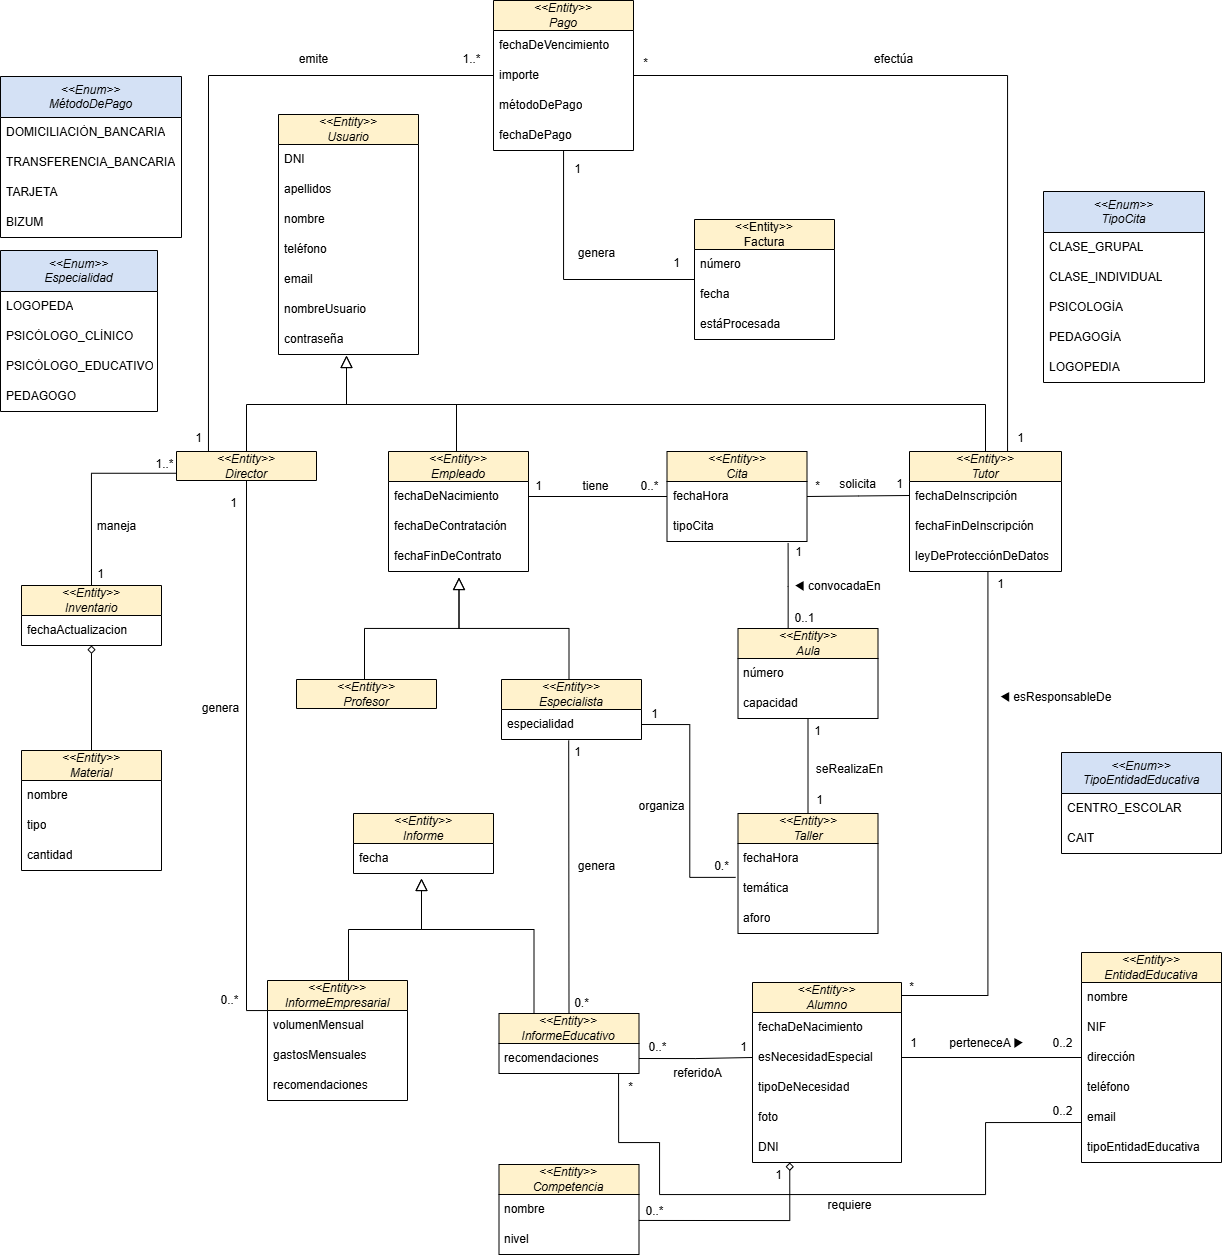 <<Entity>>
Pago
fechaDeVencimiento
importe
métodoDePago
fechaDePago
emite
1..*
*
efectúa
<<Enum>>
MétodoDePago
DOMICILIACIÓN_BANCARIA
TRANSFERENCIA_BANCARIA
TARJETA
BIZUM
<<Entity>>
Usuario
DNI
apellidos
nombre
teléfono
email
nombreUsuario
contraseña
1
genera
1
<<Entity>>
Factura
número
fecha
estáProcesada
<<Enum>>
TipoCita
CLASE_GRUPAL
CLASE_INDIVIDUAL
PSICOLOGÍA
PEDAGOGÍA
LOGOPEDIA
<<Enum>>
Especialidad
LOGOPEDA
PSICÓLOGO_CLÍNICO
PSICÓLOGO_EDUCATIVO
PEDAGOGO
1
1
1..*
<<Entity>>
Director
1
<<Entity>>
Empleado
fechaDeNacimiento
fechaDeContratación
fechaFinDeContrato
1
tiene
0..*
<<Entity>>
Cita
fechaHora
tipoCita
*
solicita
1
<<Entity>>
Tutor
fechaDeInscripción
fechaFinDeInscripción
leyDeProtecciónDeDatos
maneja
1
<<Entity>>
Inventario
fechaActualizacion
1
◄ convocadaEn
0..1
1
<<Entity>>
Aula
número
capacidad
<<Entity>>
Profesor
<<Entity>>
Especialista
especialidad
1
1
◄ esResponsableDe
genera
1
seRealizaEn
1
<<Entity>>
Material
nombre
tipo
cantidad
<<Enum>>
TipoEntidadEducativa
CENTRO_ESCOLAR
CAIT
organiza
<<Entity>>
Informe
fecha
genera
0.*
<<Entity>>
Taller
fechaHora
temática
aforo
0..*
<<Entity>>
InformeEmpresarial
volumenMensual
gastosMensuales
recomendaciones
0.*
<<Entity>>
InformeEducativo
recomendaciones
0..*
referidoA
1
*
*
<<Entity>>
Alumno
fechaDeNacimiento
esNecesidadEspecial
tipoDeNecesidad
foto
DNI
1
perteneceA ►
0..2
0..2
<<Entity>>
EntidadEducativa
nombre
NIF
dirección
teléfono
email
tipoEntidadEducativa
<<Entity>>
Competencia
nombre
nivel
1
0..*
requiere